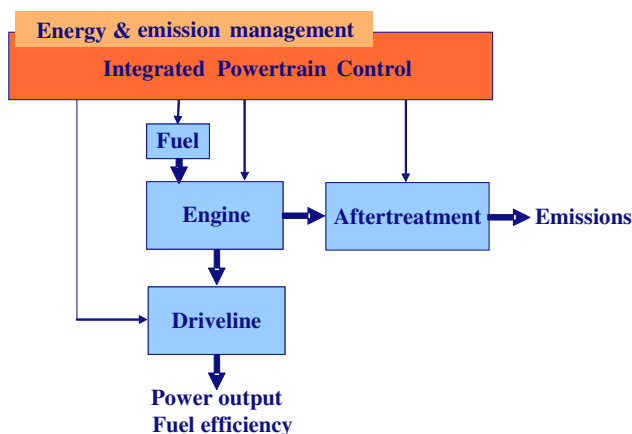 Energy & emission management
Integrated Powertrain Control
Fuel
Engine
Aftertreatment
Emissions
Driveline
Power output
Fuel efficiency